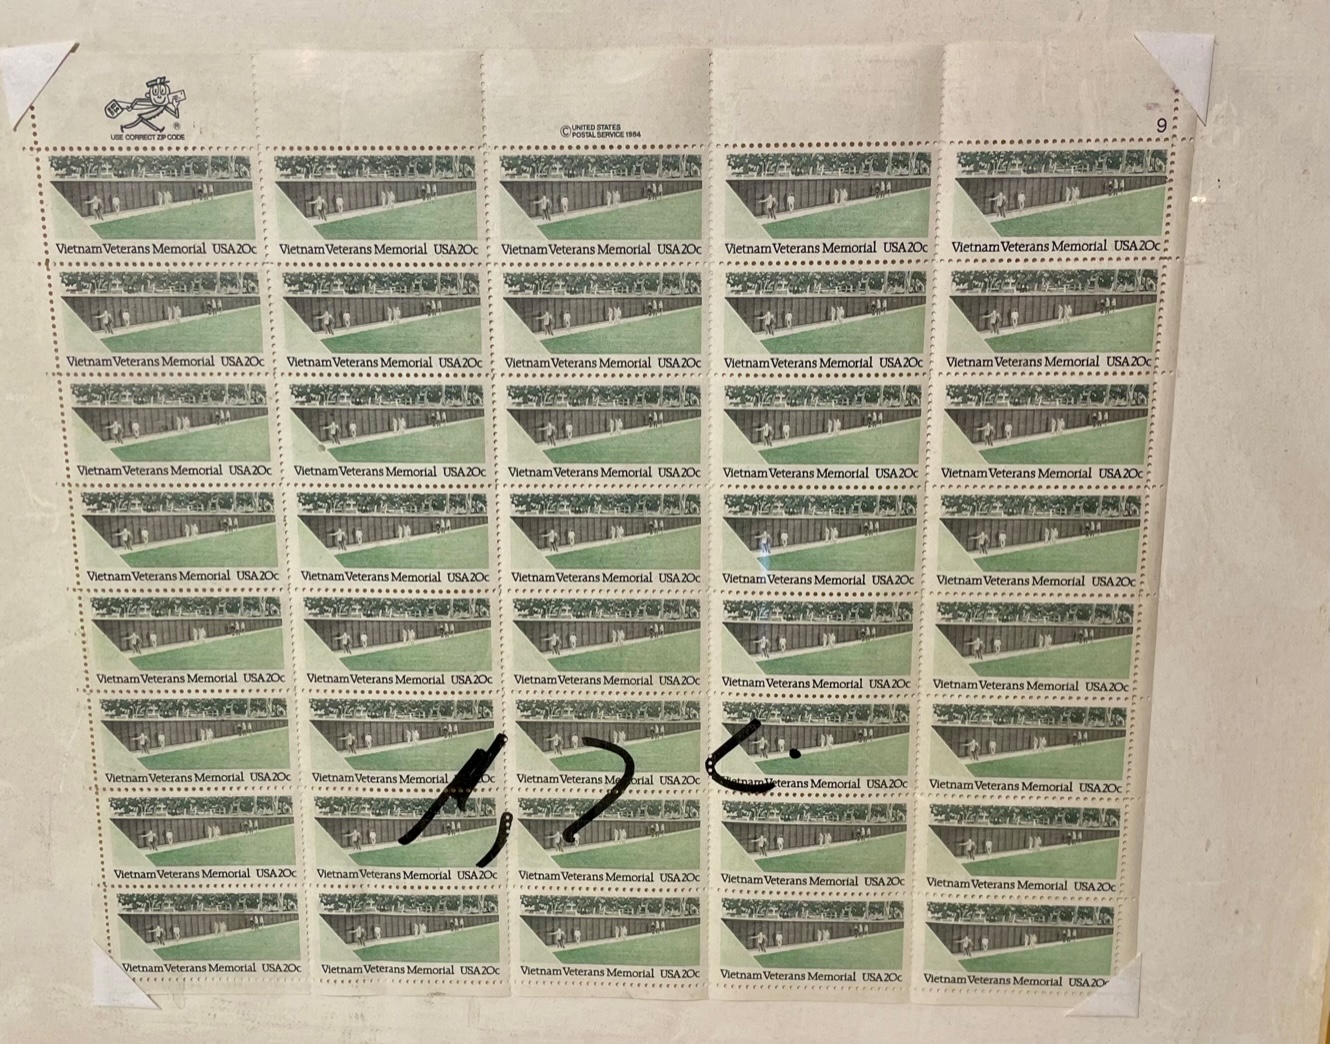 USE CORRECT ZIP CODE
®
© UNITED STATES
POSTAL SERVICE 1984
9
Vietnam Veterans Memorial USA 20c Vietnam Veterans Memorial USA 20c Vietnam Veterans Memorial USA 20c Vietnam Veterans Memorial USA 20c Vietnam Veterans Memorial USA 20c
Vietnam Veterans Memorial USA 20c Vietnam Veterans Memorial USA 20c Vietnam Veterans Memorial USA 20c Vietnam Veterans Memorial USA 20c Vietnam Veterans Memorial USA 20c
Vietnam Veterans Memorial USA 20c Vietnam Veterans Memorial USA 20c Vietnam Veterans Memorial USA 20c Vietnam Veterans Memorial USA 20c Vietnam Veterans Memorial USA 20c
Vietnam Veterans Memorial USA 20c Vietnam Veterans Memorial USA 20c Vietnam Veterans Memorial USA 20c Vietnam Veterans Memorial USA 20c Vietnam Veterans Memorial USA 20c
Vietnam Veterans Memorial USA 20c Vietnam Veterans Memorial USA 20c Vietnam Veterans Memorial USA 20c Vietnam Veterans Memorial USA 20c Vietnam Veterans Memorial USA 20c
Vietnam Veterans Memorial USA 20c Vietnam Veterans Memorial Vietnam Veterans Memorial USA 20c Vietnam Veterans Memorial USA 20c Vietnam Veterans Memorial USA 20c
Vietnam Veterans Memorial USA 20c Vietnam Veterans Memorial USA 20c Vietnam Veterans Memorial USA 20c Vietnam Veterans Memorial USA 20c Vietnam Veterans Memorial USA 20c
Vietnam Veterans Memorial USA 20c Vietnam Veterans Memorial USA 20c Vietnam Veterans Memorial USA 20c Vietnam Veterans Memorial USA 20c Vietnam Veterans Memorial USA 20c